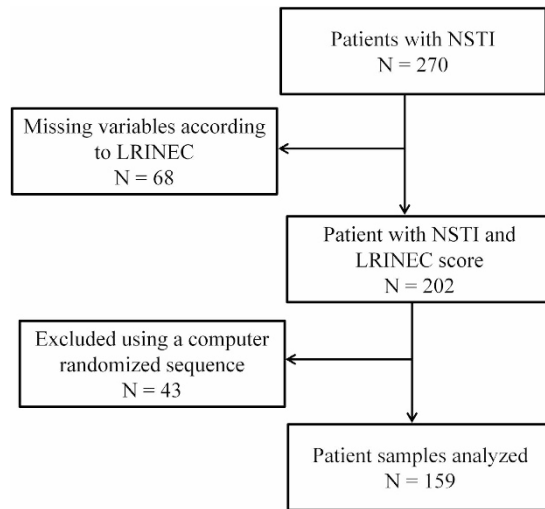 Patients with NSTI
N = 270
Missing variables according
to LRINEC
N = 68
Patient with NSTI and
LRINEC score
N = 202
Excluded using a computer
randomized sequence
N = 43
Patient samples analyzed
N = 159